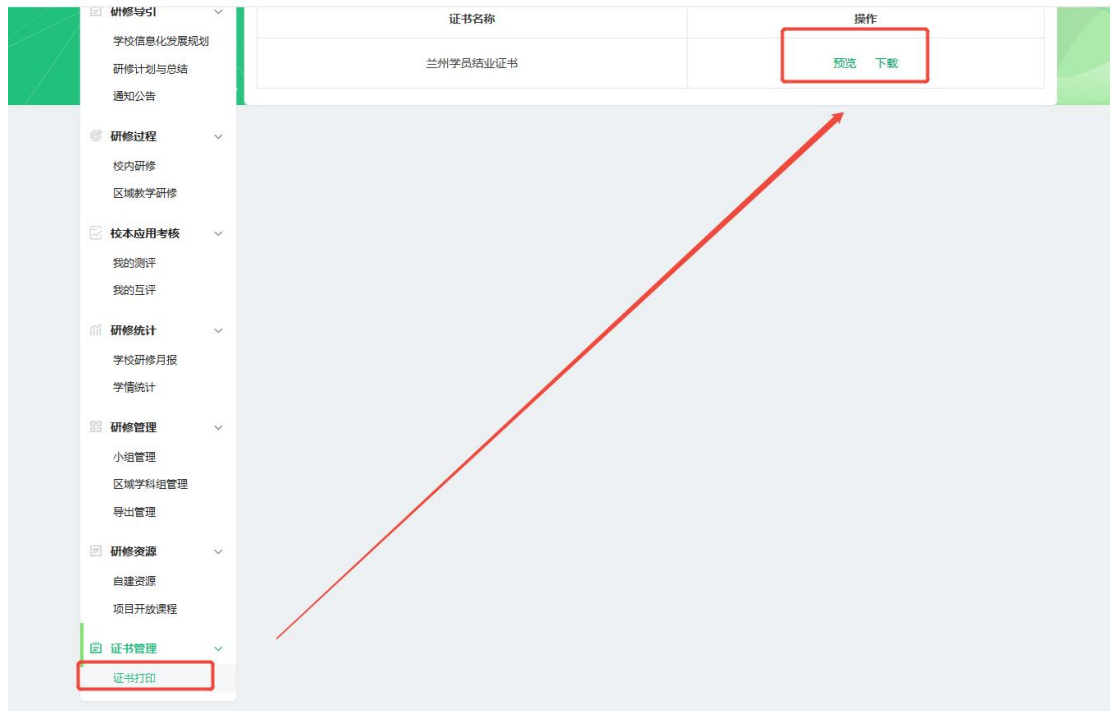 研修导引
学校信息化发展规划
研修计划与总结
通知公告
研修过程
校内研修
区域教学研修
校本应用考核
我的测评
我的互评
研修统计
学校研修月报
学情统计
研修管理
小组管理
区域学科组管理
导出管理
研修资源
自建资源
项目开放课程
证书管理
证书打印
证书名称 操作
兰州学员结业证书 预览 下载